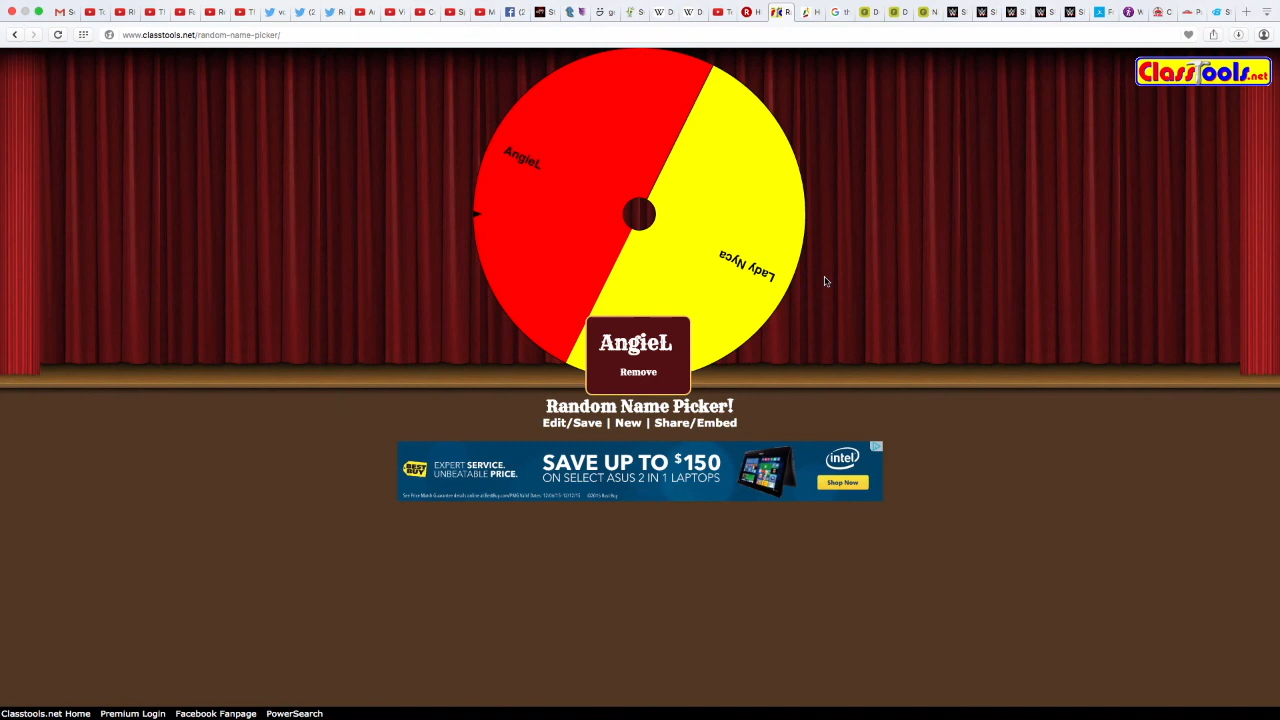 www.classtools.net/random-name-picker/
ClassTools.net
AngieL
Lady Nyca
AngieL
Remove
Random Name Picker!
Edit/Save | New | Share/Embed
BEST BUY
EXPERT SERVICE.
UNBEATABLE PRICE.
SAVE UP TO $150
ON SELECT ASUS 2 IN 1 LAPTOPS
intel
Shop Now
Classtools.net Home Premium Login Facebook Fanpage PowerSearch